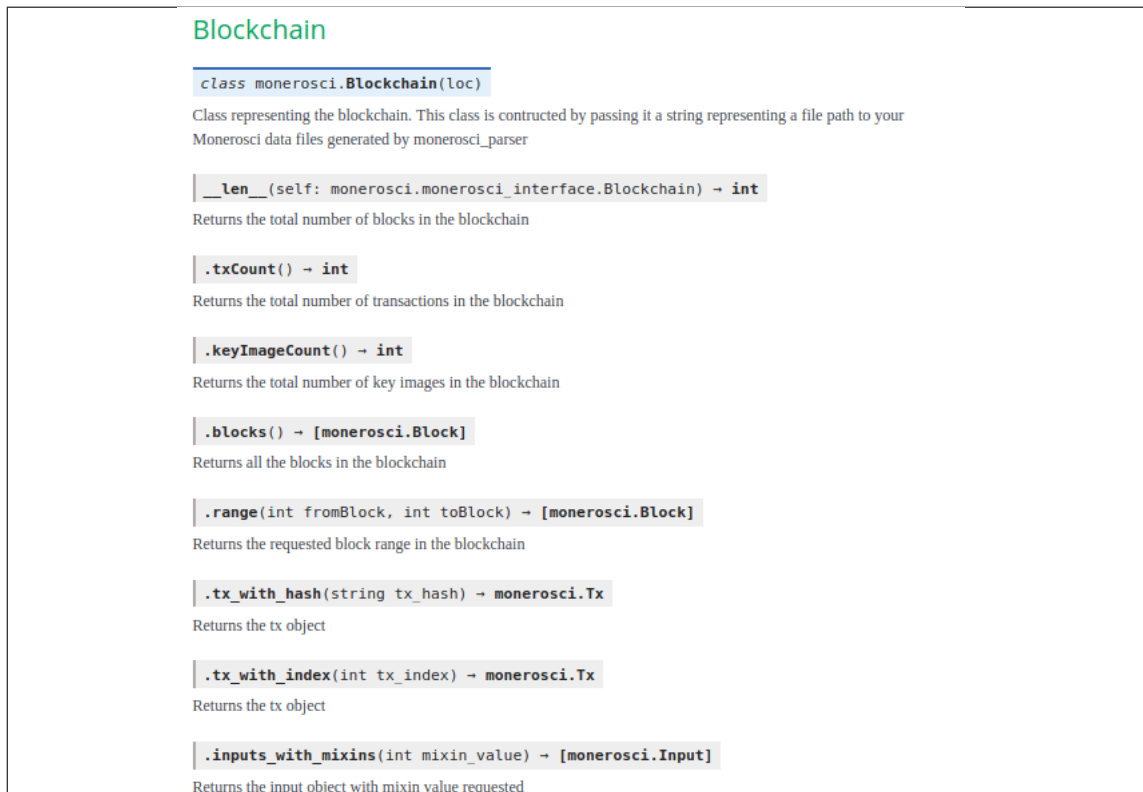 Blockchain
class monerosci.Blockchain(loc)
Class representing the blockchain. This class is contructed by passing it a string representing a file path to your
Monerosci data files generated by monerosci_parser
__len__(self: monerosci.monerosci_interface.Blockchain) → int
Returns the total number of blocks in the blockchain
.txCount() → int
Returns the total number of transactions in the blockchain
.keyImageCount() → int
Returns the total number of key images in the blockchain
.blocks() → [monerosci.Block]
Returns all the blocks in the blockchain
.range(int fromBlock, int toBlock) → [monerosci.Block]
Returns the requested block range in the blockchain
.tx_with_hash(string tx_hash) → monerosci.Tx
Returns the tx object
.tx_with_index(int tx_index) → monerosci.Tx
Returns the tx object
.inputs_with_mixins(int mixin_value) → [monerosci.Input]
Returns the input object with mixin value requested